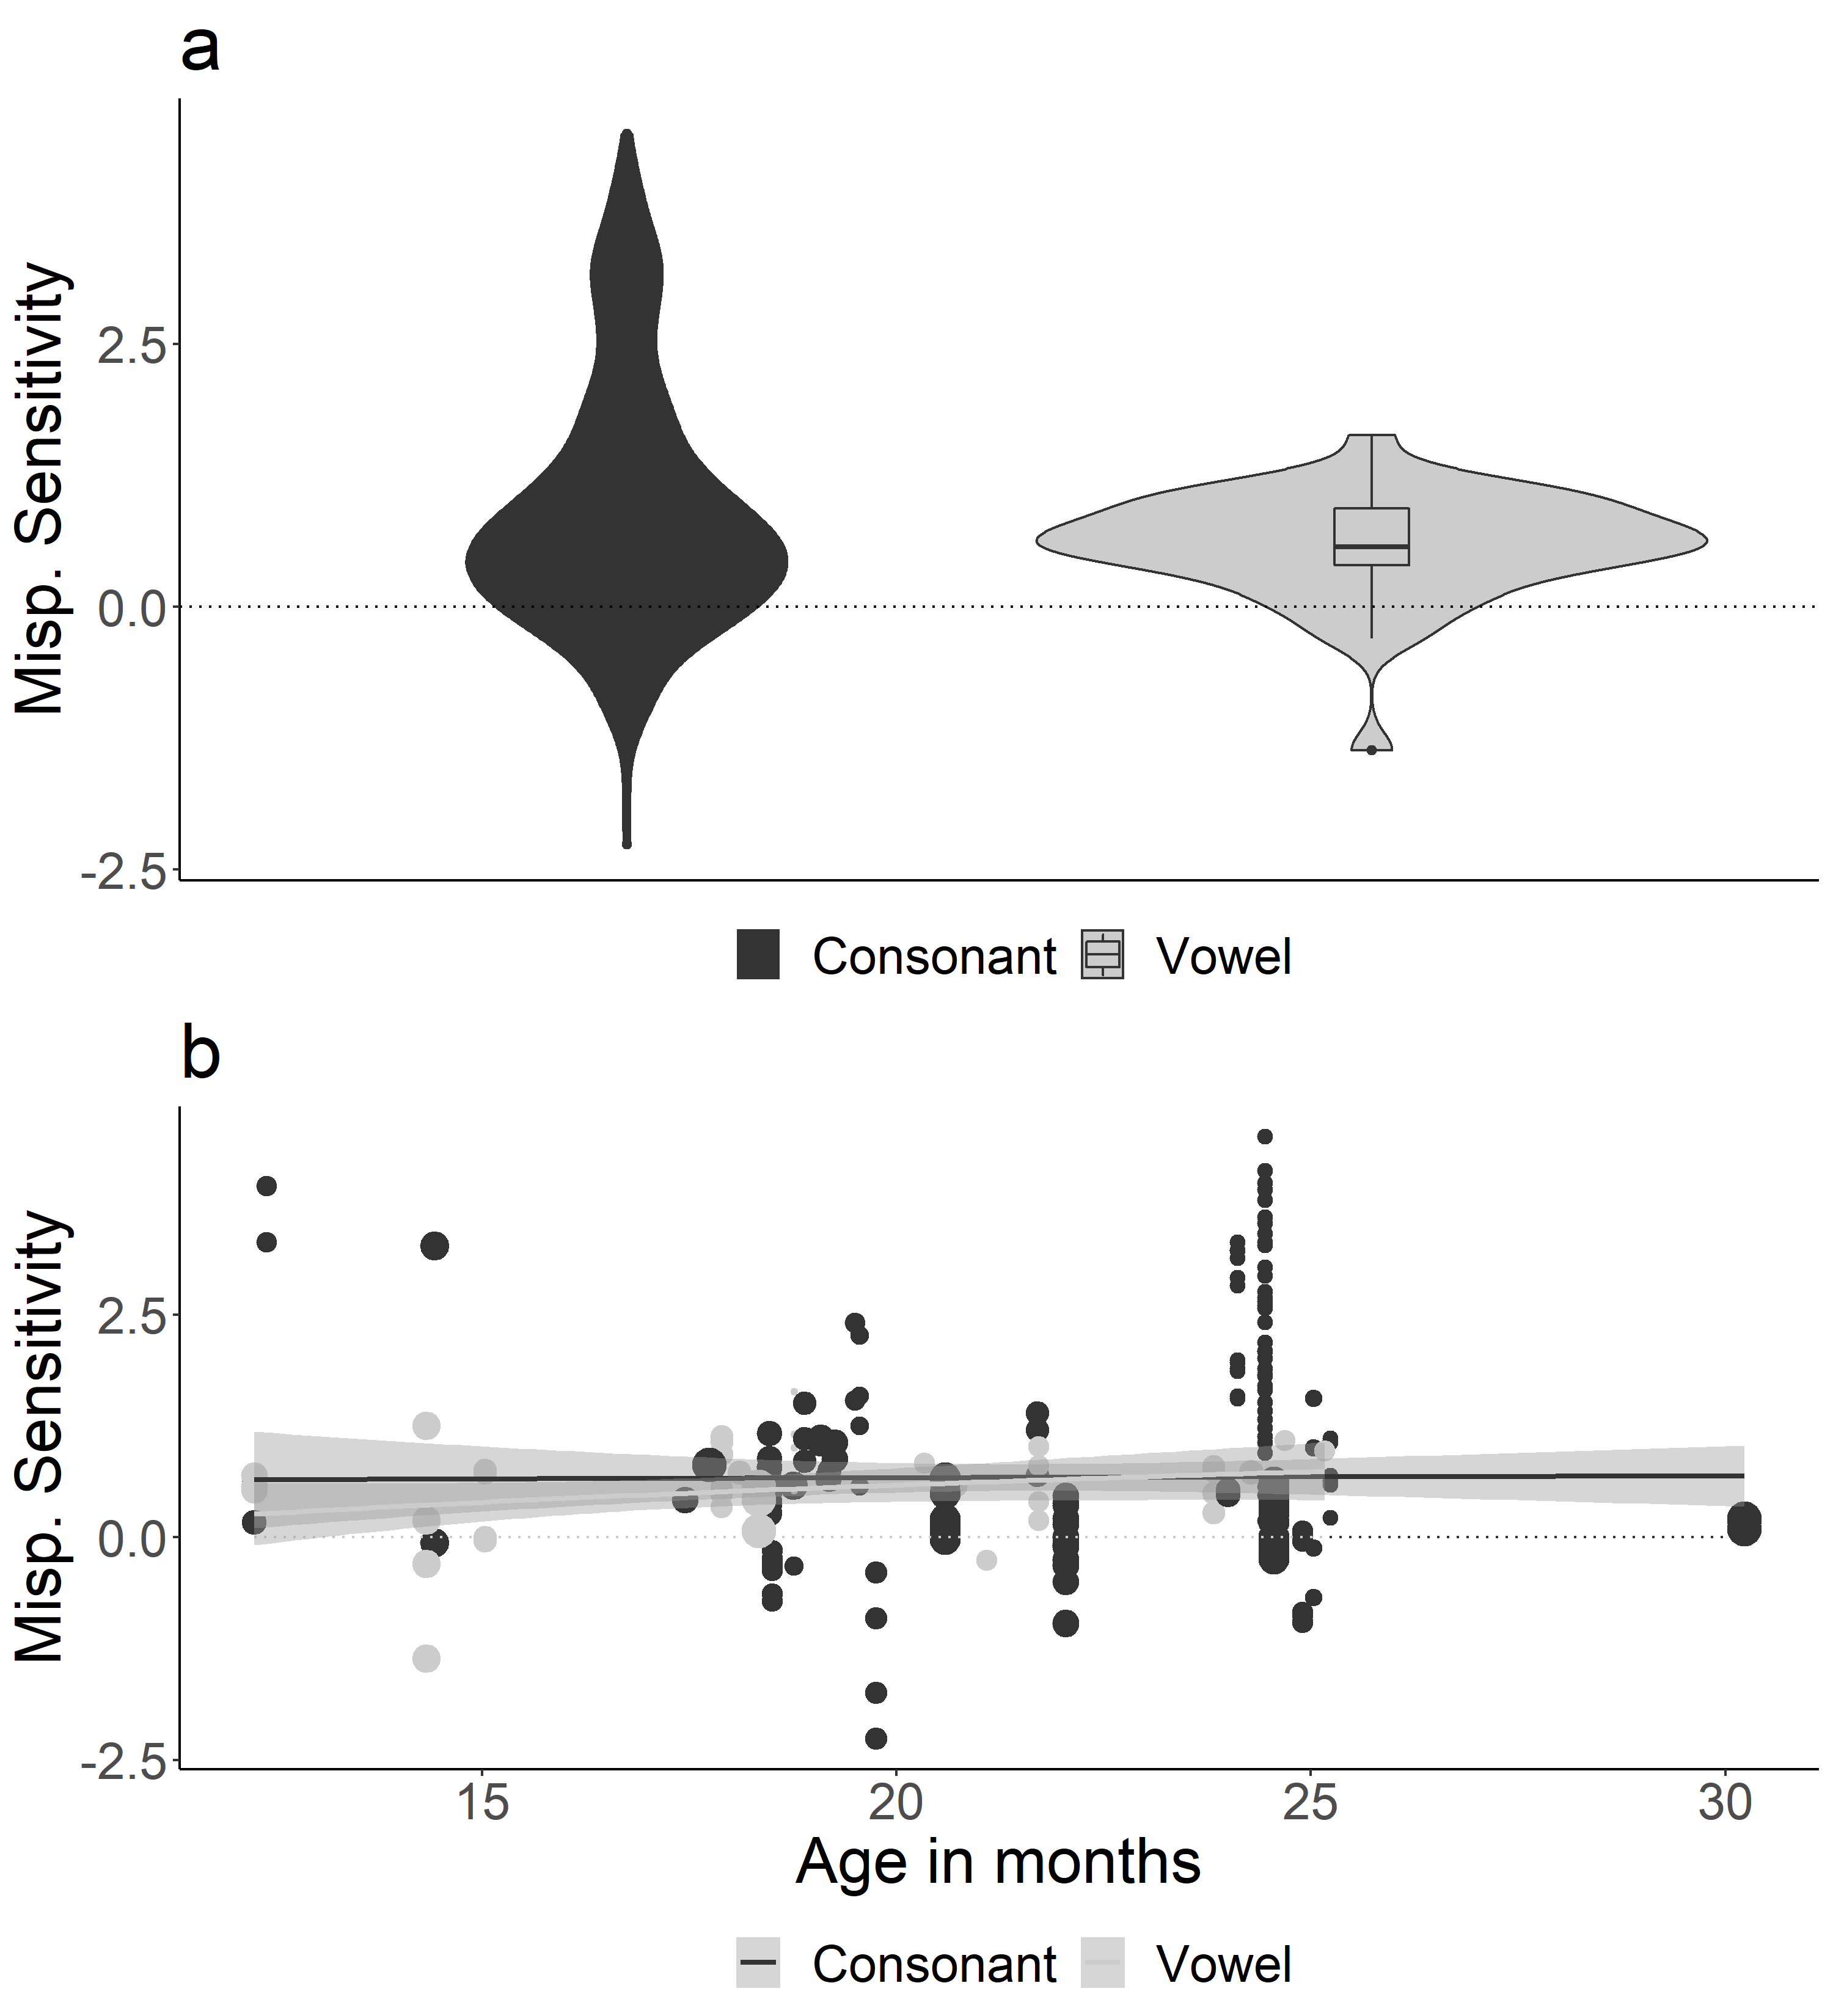 a
Misp. Sensitivity
2.5
0.0
-2.5
Consonant Vowel
b
Misp. Sensitivity
2.5
0.0
-2.5
15 20 25 30
Age in months
Consonant Vowel